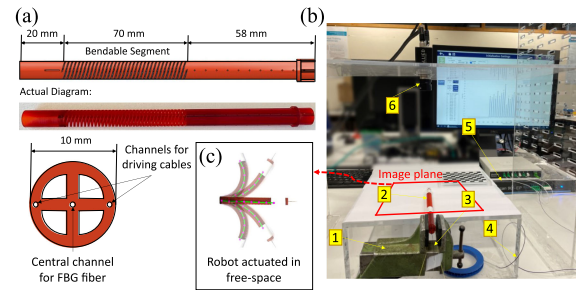 (a)
20 mm
70 mm
58 mm
Bendable Segment
Actual Diagram:
10 mm
Channels for
driving cables
Central channel
for FBG fiber
(c)
Robot actuated in
free-space
(b)
6
5
Image plane
2
3
1
4